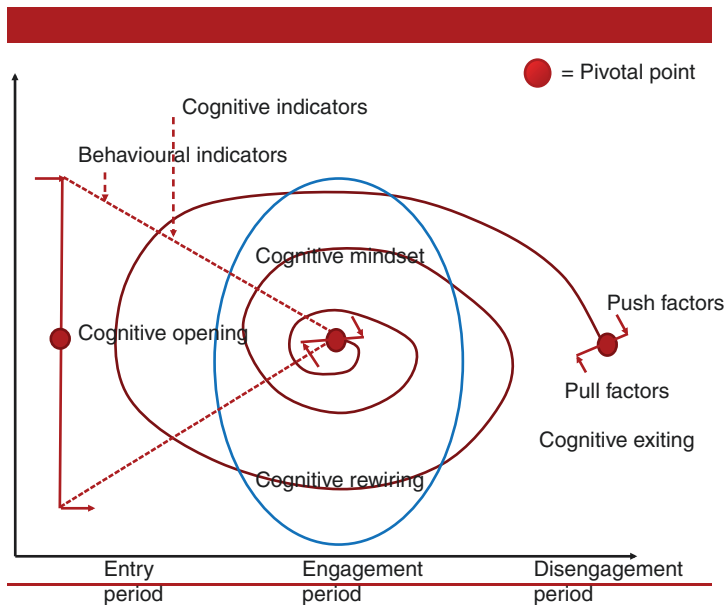 = Pivotal point
Cognitive indicators
Behavioural indicators
Cognitive mindset
Push factors
Cognitive opening
Pull factors
Cognitive exiting
Cognitive rewiring
Entry
period
Engagement
period
Disengagement
period